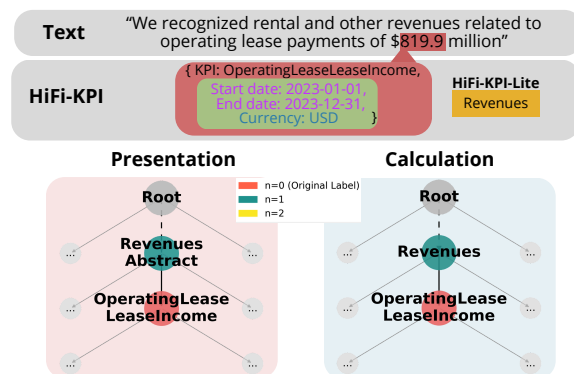 Text
“We recognized rental and other revenues related to
operating lease payments of $819.9 million”
HiFi-KPI
{ KPI: OperatingLeaseLeaseIncome,
Start date: 2023-01-01,
End date: 2023-12-31,
Currency: USD
}
HiFi-KPI-Lite
Revenues
Presentation
Calculation
n=0 (Original Label)
n=1
n=2
Root
...
...
Revenues
Abstract
...
...
OperatingLease
LeaseIncome
...
...
Root
...
...
Revenues
...
...
OperatingLease
LeaseIncome
...
...